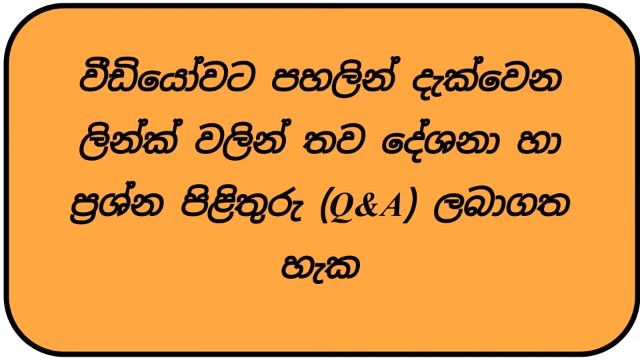 වීඩියෝවට පහලින් දැක්වෙන
ලින්ක් වලින් තව දේශනා හා
ප්‍රශ්න පිළිතුරු (Q&A) ලබාගත
හැක